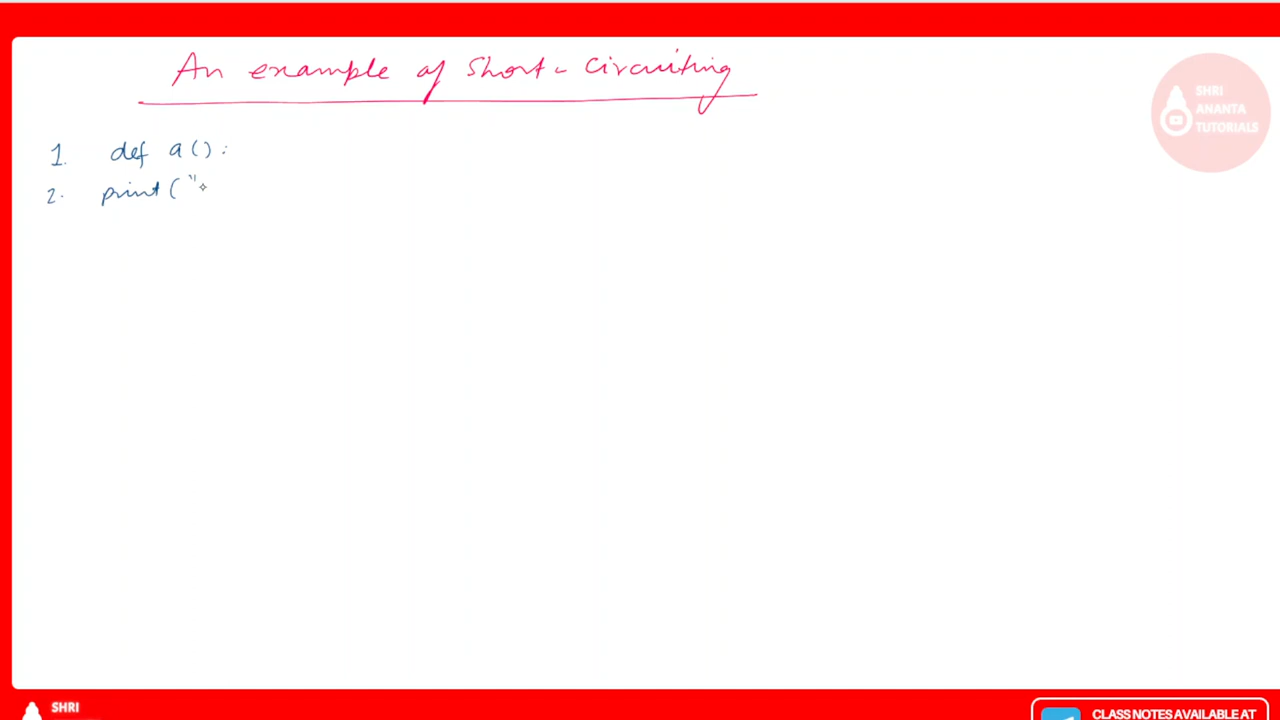 An example of Short-Circuiting
SHRI
ANANTA
TUTORIALS
1. def a():
2. print("
SHRI
CLASS NOTES AVAILABLE AT